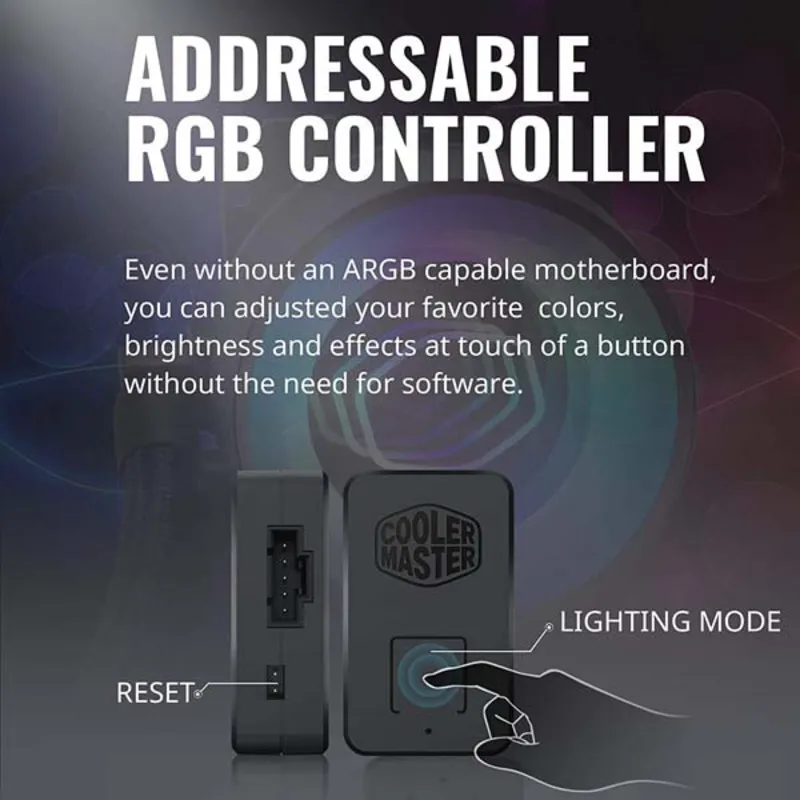 ADDRESSABLE
RGB CONTROLLER
Even without an ARGB capable motherboard,
you can adjusted your favorite colors,
brightness and effects at touch of a button
without the need for software.
COOLER
MASTER
LIGHTING MODE
RESET